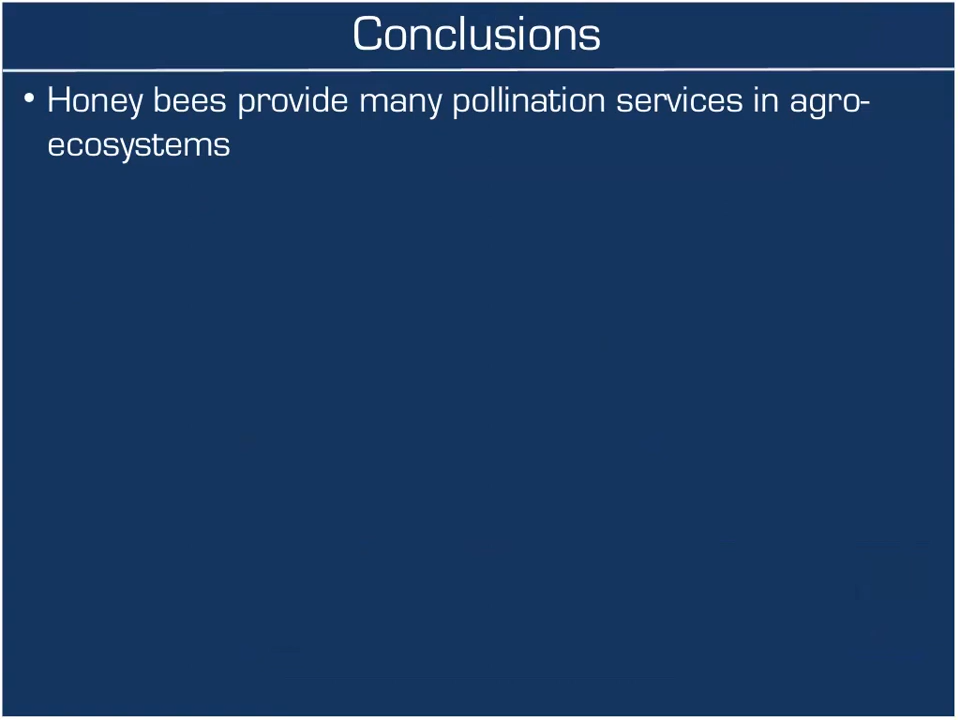 Conclusions
• Honey bees provide many pollination services in agro-
ecosystems